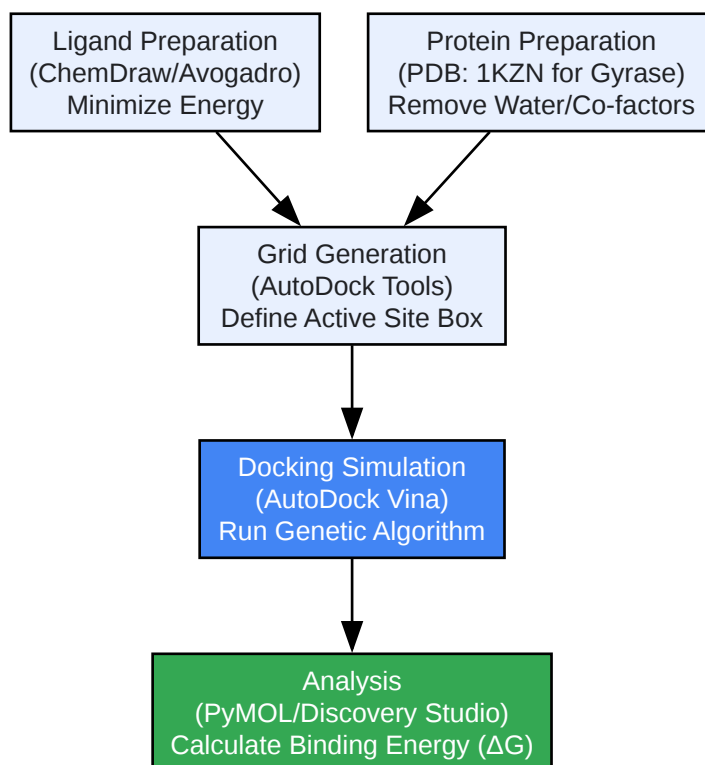 Ligand Preparation
(ChemDraw/Avogadro)
Minimize Energy
Protein Preparation
(PDB: 1KZN for Gyrase)
Remove Water/Co-factors
Grid Generation
(AutoDock Tools)
Define Active Site Box
Docking Simulation
(AutoDock Vina)
Run Genetic Algorithm
Analysis
(PyMOL/Discovery Studio)
Calculate Binding Energy (ΔG)